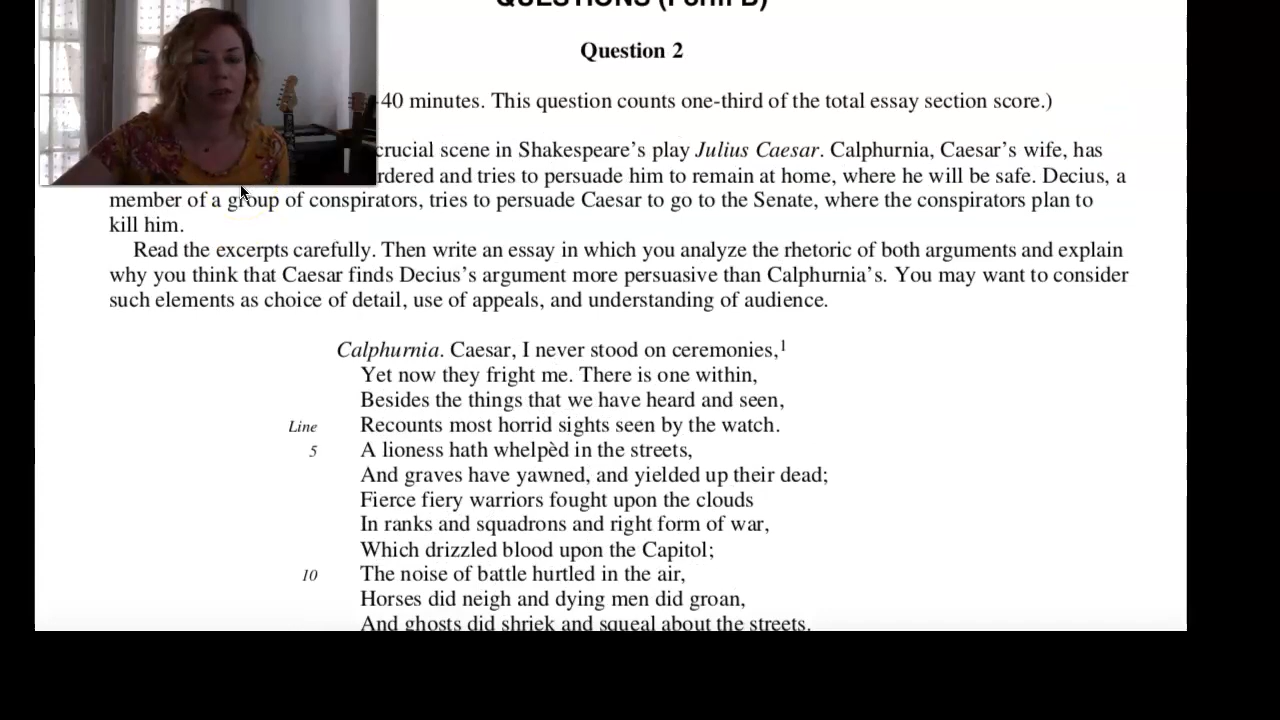 QUESTIONS (Form B)
Question 2
40 minutes. This question counts one-third of the total essay section score.)
crucial scene in Shakespeare's play Julius Caesar. Calphurnia, Caesar's wife, has
rdered and tries to persuade him to remain at home, where he will be safe. Decius, a
member of a group of conspirators, tries to persuade Caesar to go to the Senate, where the conspirators plan to
kill him.
Read the excerpts carefully. Then write an essay in which you analyze the rhetoric of both arguments and explain
why you think that Caesar finds Decius's argument more persuasive than Calphurnia's. You may want to consider
such elements as choice of detail, use of appeals, and understanding of audience.
Calphurnia. Caesar, I never stood on ceremonies,¹
Yet now they fright me. There is one within,
Besides the things that we have heard and seen,
Line Recounts most horrid sights seen by the watch.
5 A lioness hath whelpèd in the streets,
And graves have yawned, and yielded up their dead;
Fierce fiery warriors fought upon the clouds
In ranks and squadrons and right form of war,
Which drizzled blood upon the Capitol;
10 The noise of battle hurtled in the air,
Horses did neigh and dying men did groan,
And ghosts did shriek and squeal about the streets.